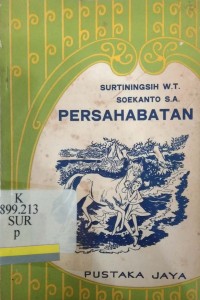 SURTININGSIH W.T.
SOEKANTO S.A.
PERSAHABATAN
K
899.213
SUR
p
PUSTAKA JAYA